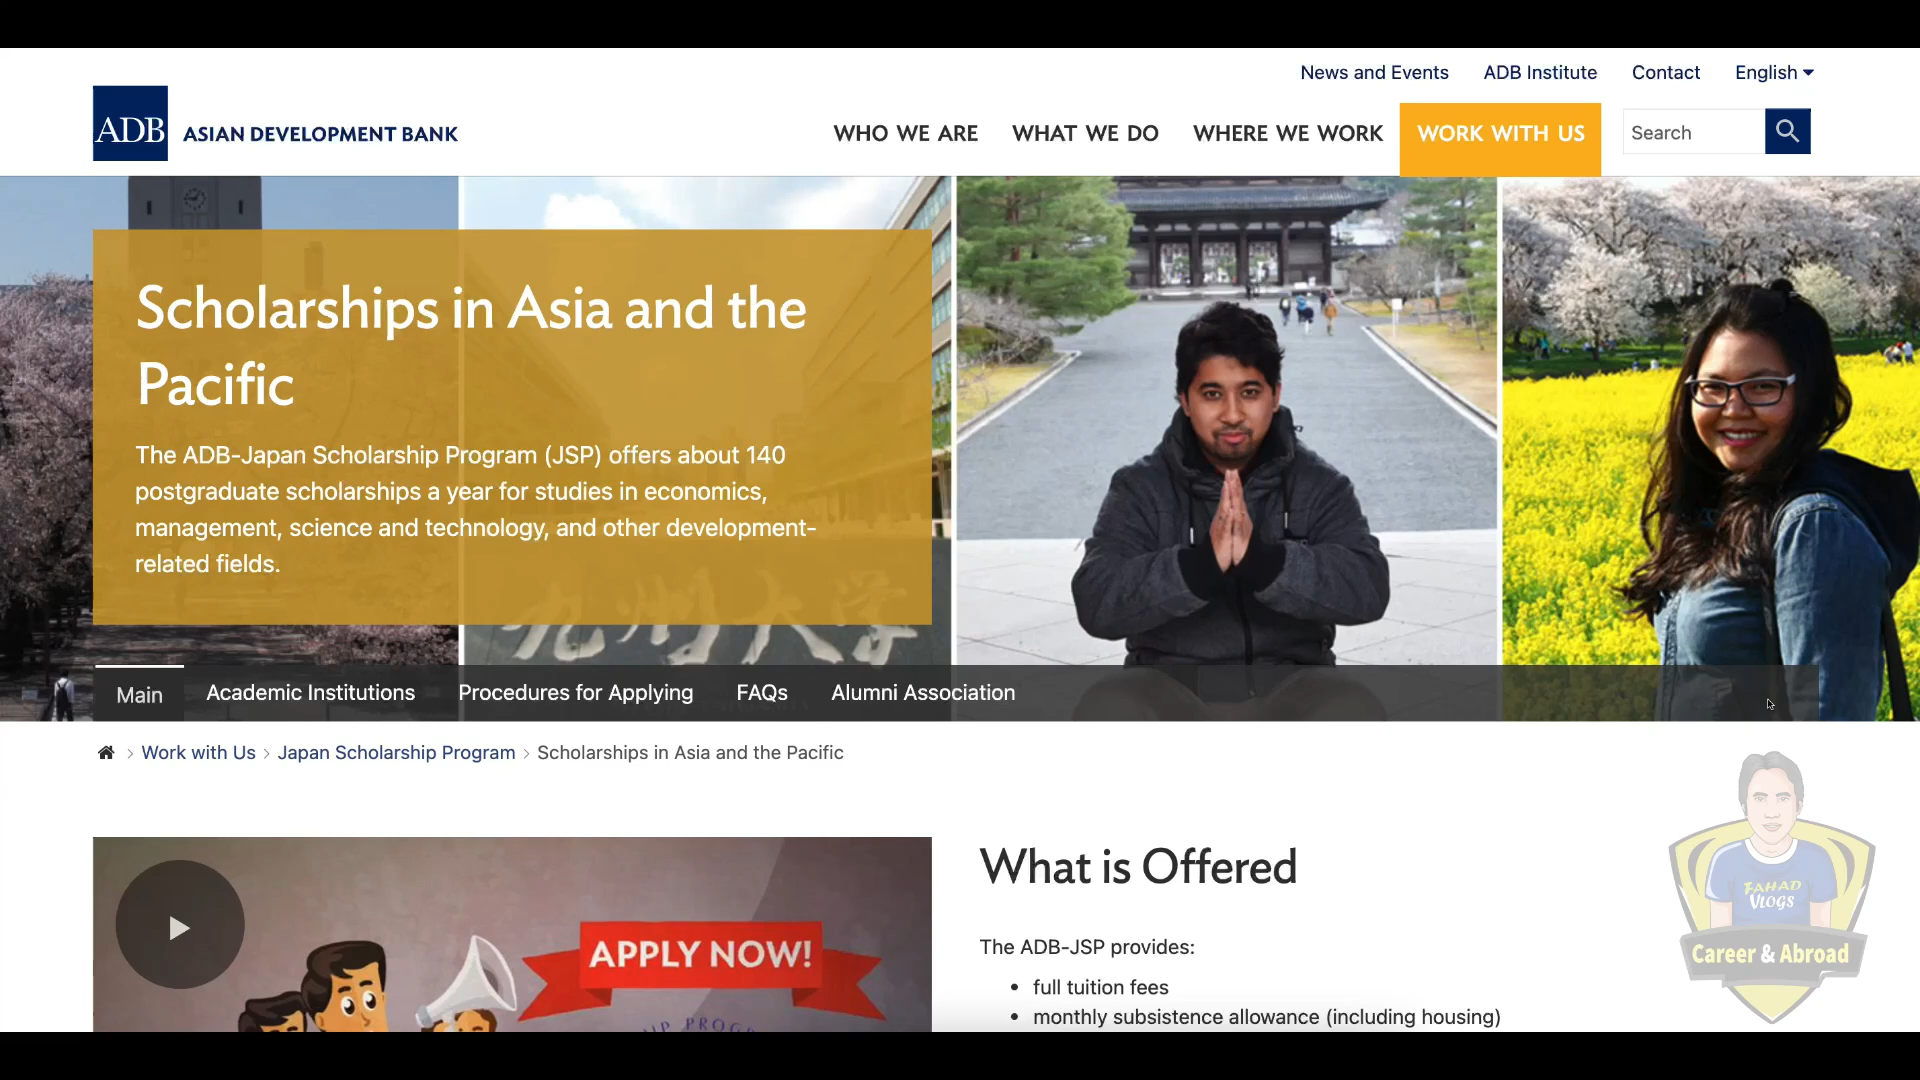 News and Events
ADB Institute
Contact
English
ADB
ASIAN DEVELOPMENT BANK
WHO WE ARE
WHAT WE DO
WHERE WE WORK
WORK WITH US
Search
Scholarships in Asia and the
Pacific
The ADB-Japan Scholarship Program (JSP) offers about 140
postgraduate scholarships a year for studies in economics,
management, science and technology, and other development-
related fields.
九州大学
Main
Academic Institutions
Procedures for Applying
FAQs
Alumni Association
Work with Us > Japan Scholarship Program > Scholarships in Asia and the Pacific
APPLY NOW!
What is Offered
The ADB-JSP provides:
• full tuition fees
• monthly subsistence allowance (including housing)
FAHAD
VLOGS
Career & Abroad